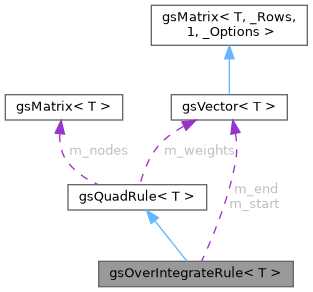 gsMatrix< T, _Rows,
1, _Options >
gsMatrix< T >
gsVector< T >
m_nodes
m_weights
gsQuadRule< T >
m_end
m_start
gsOverIntegrateRule< T >